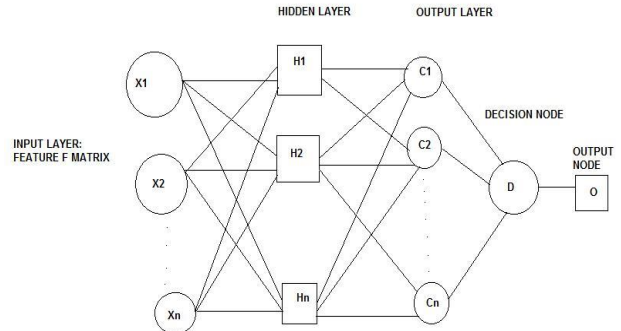 HIDDEN LAYER
OUTPUT LAYER
X1
H1
C1
DECISION NODE
INPUT LAYER:
FEATURE F MATRIX
X2
H2
C2
OUTPUT
NODE
D
O
Xn
Hn
Cn